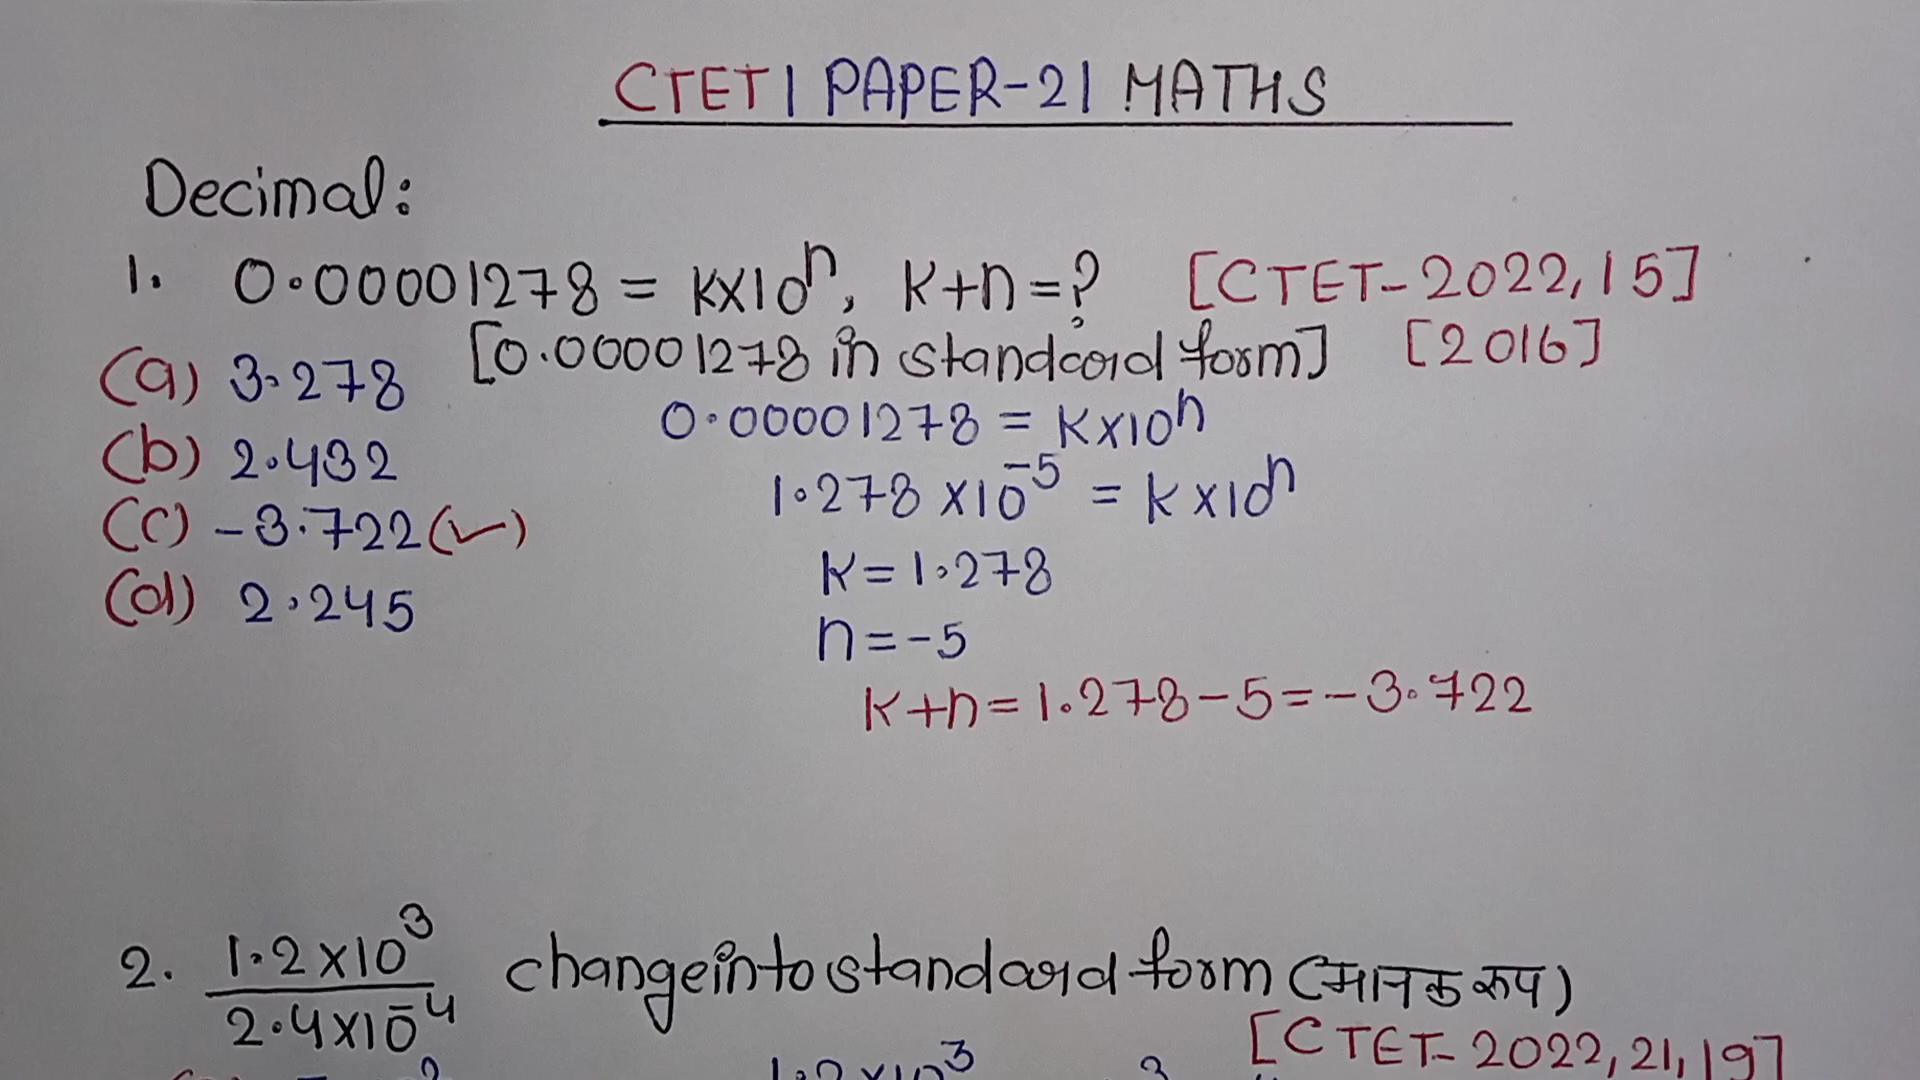 CTET| PAPER-2| MATHS
Decimal:
1. 0.00001278 = K×10ⁿ, K+n=? [CTET-2022,15]
[0.00001278 in standard form] [2016]
(a) 3.278
(b) 2.432
(c) -3.722(✓)
(d) 2.245
0.00001278 = K×10ⁿ
1.278 ×10⁻⁵ = K×10ⁿ
K=1.278
n=-5
K+n=1.278-5=-3.722
2. 1.2×10³
2.4×10⁻⁴
change into standard form (मानक रूप)
[CTET-2022,21,19]
1.2×10³